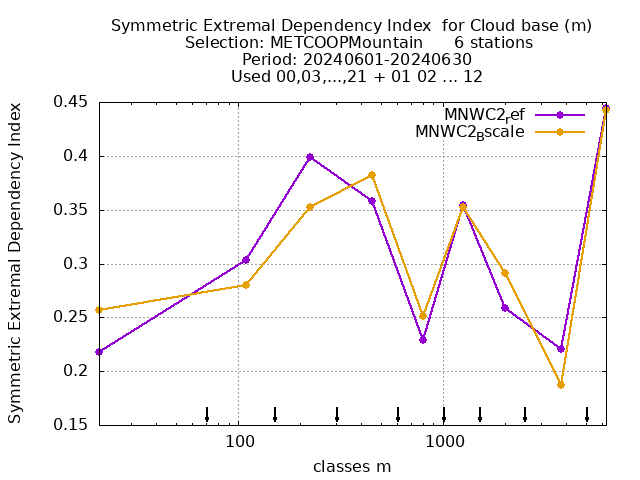 Symmetric Extremal Dependency Index  for Cloud base (m)
Selection: METCOOPMountain      6 stations
Period: 20240601-20240630
Used 00,03,...,21 + 01 02 ... 12
Symmetric Extremal Dependency Index
0.45
0.4
0.35
0.3
0.25
0.2
0.15
MNWC2_ref
MNWC2_Bscale
100
1000
classes m